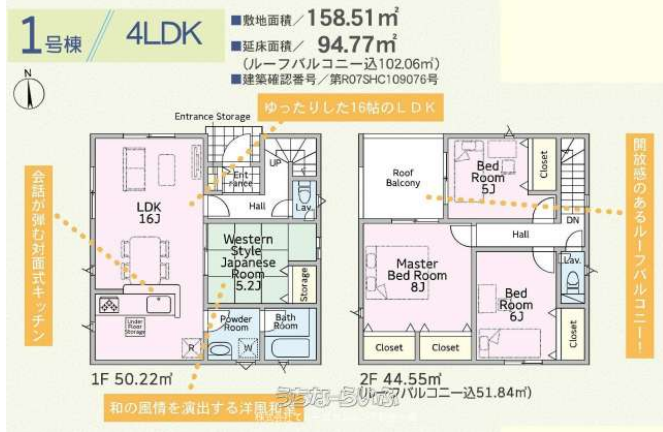 1号棟 / 4LDK
■敷地面積／158.51㎡
■延床面積／ 94.77㎡
(ルーフバルコニー込102.06㎡)
■建築確認番号／第R07SHC109076号
N
ゆったりした16帖のLDK
Entrance Storage
会話が弾む対面式キッチン
LDK
16J
Ent
rance
UP
Hall
Lav.
Western
Style
Japanese
Room
5.2J
Storage
Under
Floor
Storage
R
Powder
Room
W
Bath
Room
1F 50.22㎡
和の風情を演出する洋風和室
Roof
Balcony
Bed
Room
5J
Closet
DN
Hall
Lav.
Master
Bed Room
8J
Bed
Room
6J
Closet
Closet
Closet
開放感のあるルーフバルコニー！
2F 44.55㎡
(ルーフバルコニー込51.84㎡)
うちなーらいふ